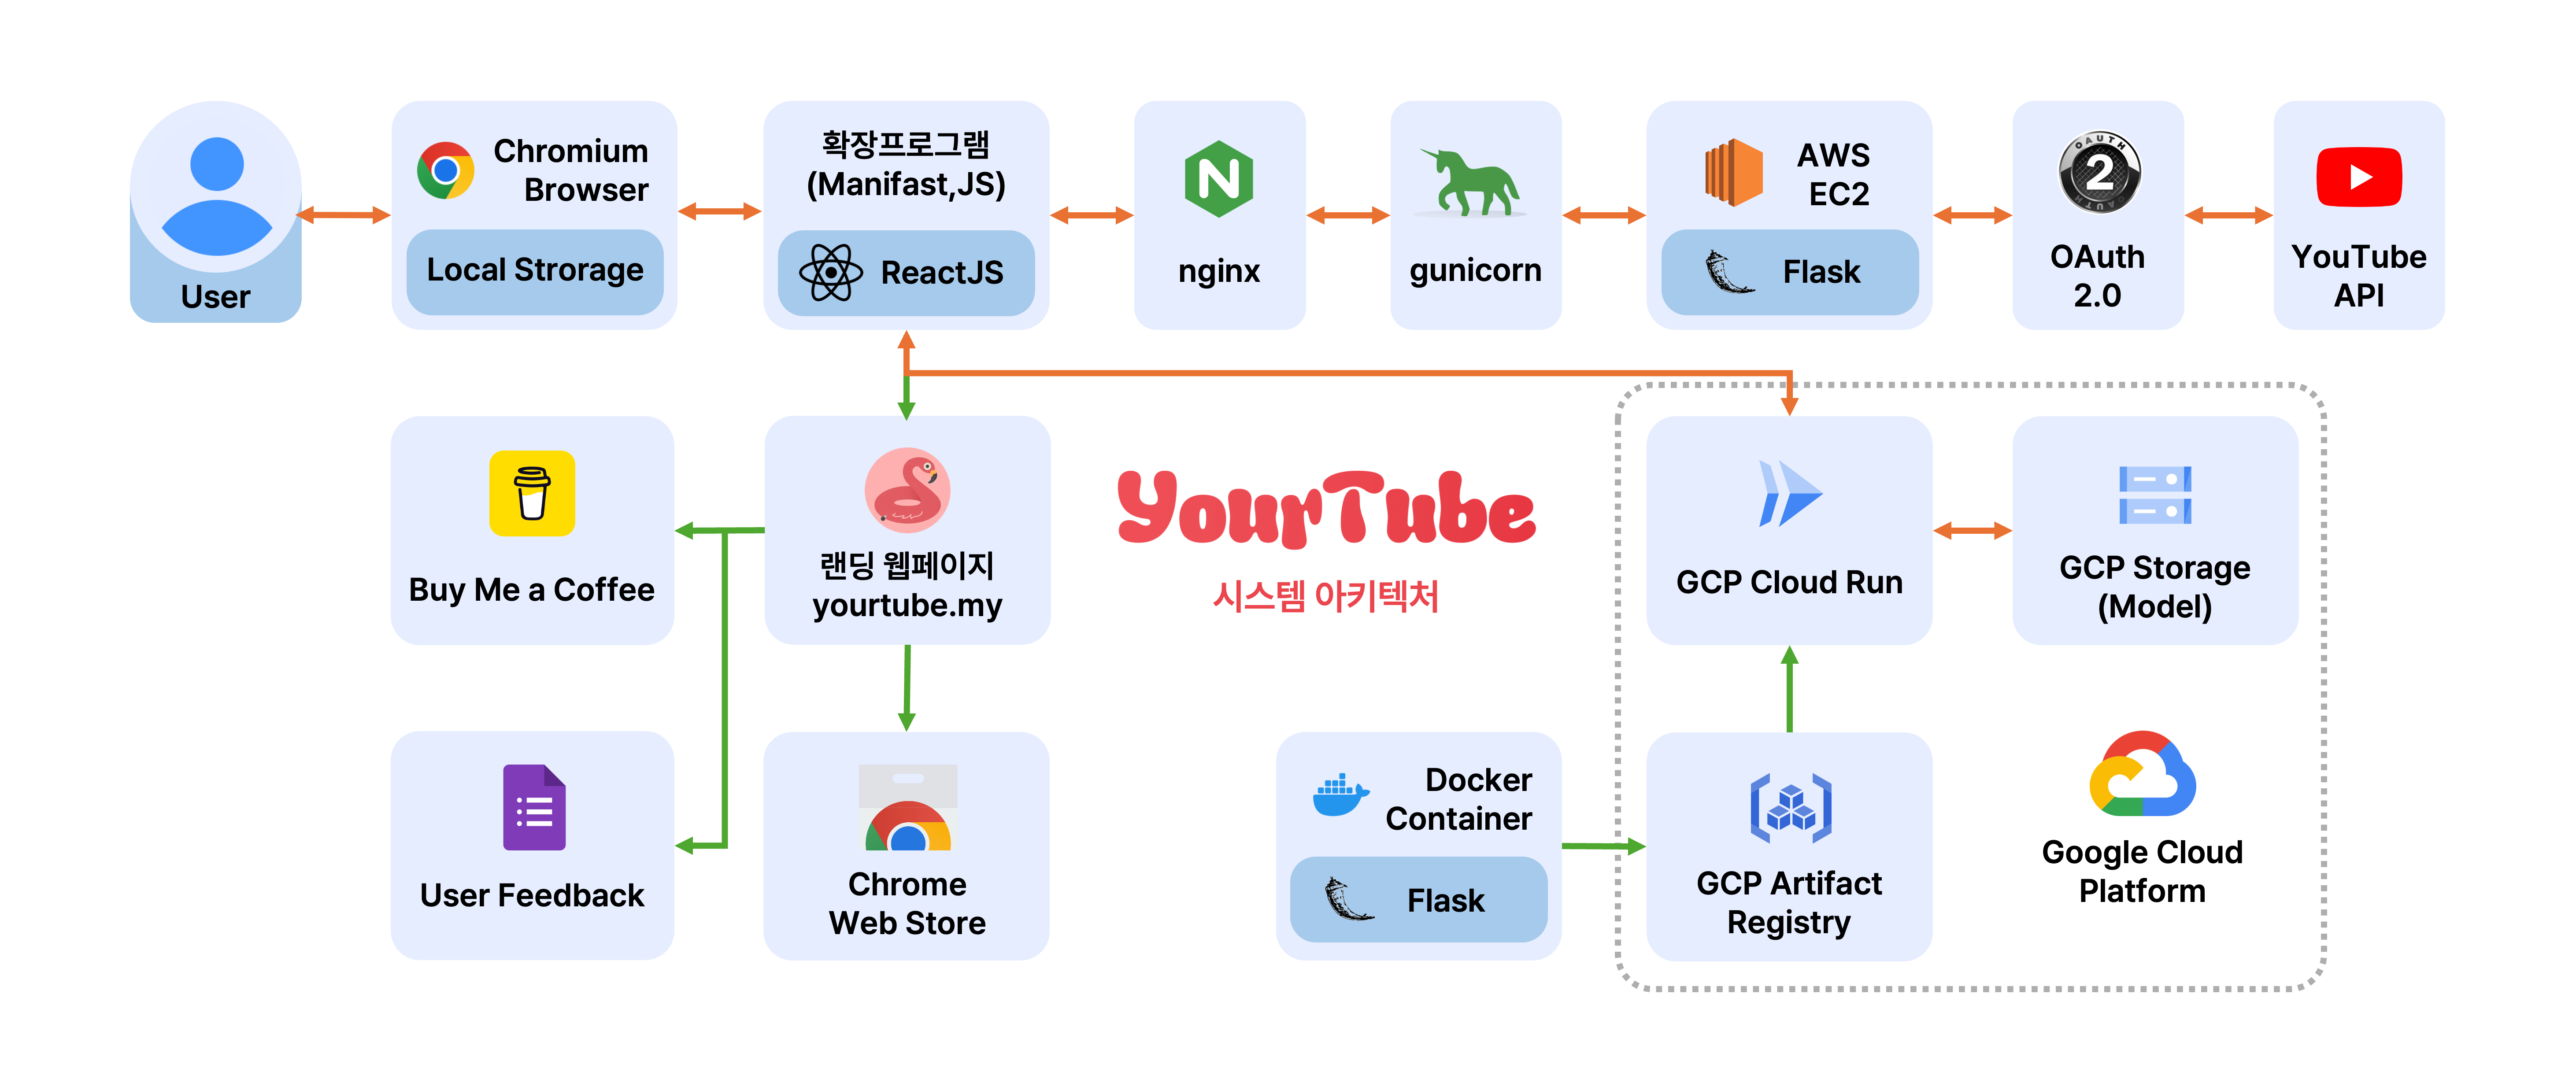 User
Chromium
Browser
Local Strorage
확장프로그램
(Manifast,JS)
ReactJS
nginx
gunicorn
AWS
EC2
Flask
OAUTH
2
OAUTH
OAuth
2.0
YouTube
API
Buy Me a Coffee
랜딩 웹페이지
yourtube.my
YourTube
시스템 아키텍처
GCP Cloud Run
GCP Storage
(Model)
User Feedback
Chrome
Web Store
Docker
Container
Flask
GCP Artifact
Registry
Google Cloud
Platform